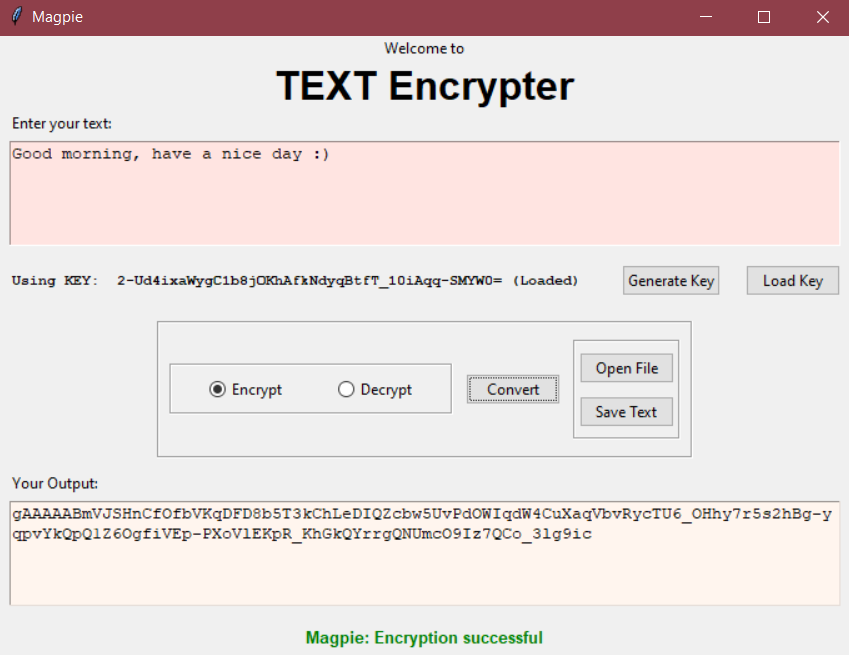 Magpie
Welcome to
TEXT Encrypter
Enter your text:
Good morning, have a nice day :)
Using KEY: 2-Ud4ixaWygC1b8jOKhAfkNdyqBtfT_10iAqq-SMYW0= (Loaded)
Generate Key
Load Key
Encrypt
Decrypt
Convert
Open File
Save Text
Your Output:
gAAAAABmVJSHnCfOfbVKqDFD8b5T3kChLeDIQZcbw5UvPdOWIqdW4CuXaqVbvRycTU6_OHhy7r5s2hBg-y
qpvYkQpQ1Z6OgfiVEp-PXoVlEKpR_KhGkQYrrgQNUmcO9Iz7QCo_3lg9ic
Magpie: Encryption successful